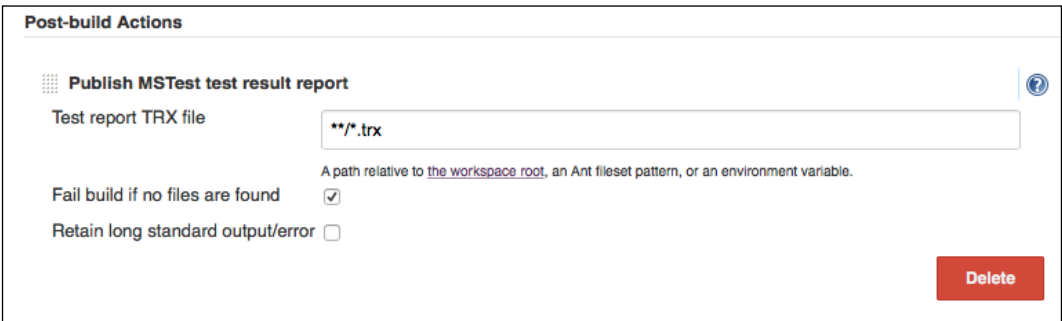 Post-build Actions
Publish MSTest test result report
?
Test report TRX file
**/*.trx
A path relative to the workspace root, an Ant fileset pattern, or an environment variable.
Fail build if no files are found
Retain long standard output/error
Delete